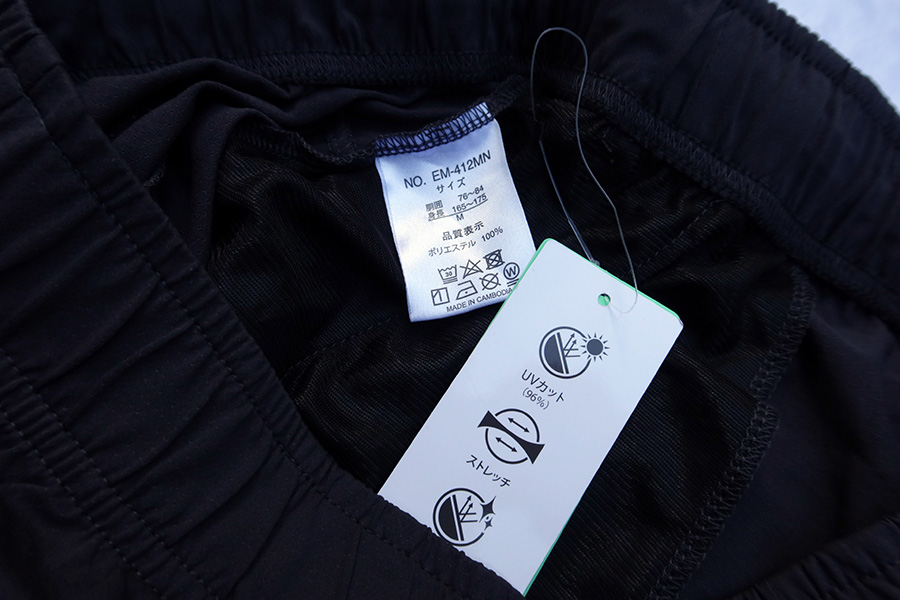 NO. EM-412MN
サイズ
胴囲 76〜84
身長 165〜175
M
品質表示
ポリエステル 100%
30
W
MADE IN CAMBODIA
UVカット
(96%)
ストレッチ